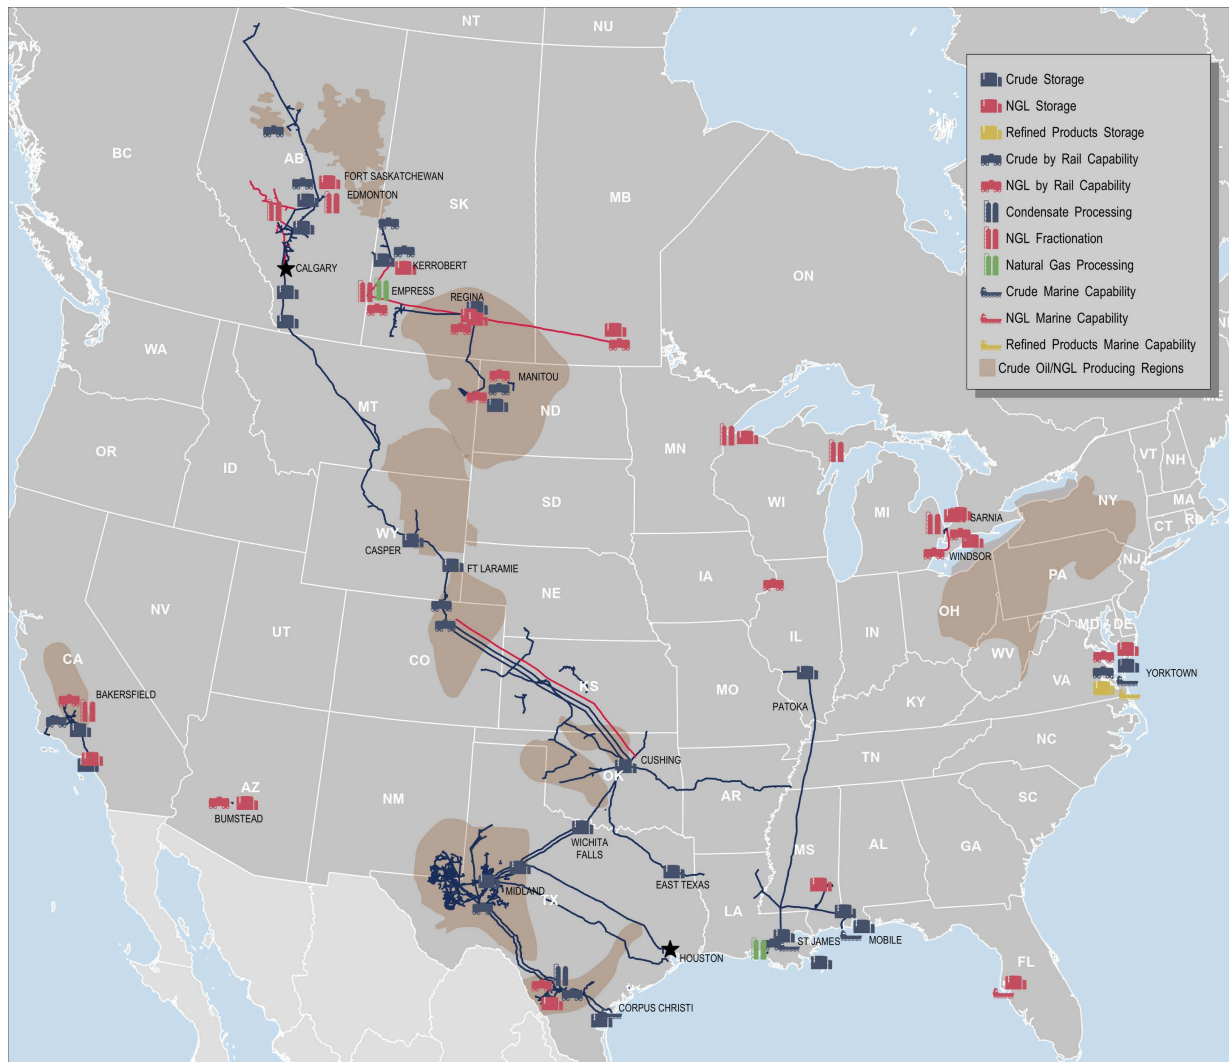 NT
NU
AK
Crude Storage
NGL Storage
Refined Products Storage
Crude by Rail Capability
NGL by Rail Capability
Condensate Processing
NGL Fractionation
Natural Gas Processing
Crude Marine Capability
NGL Marine Capability
Refined Products Marine Capability
Crude Oil/NGL Producing Regions
BC
AB
FORT SASKATCHEWAN
EDMONTON
SK
MB
ON
CALGARY
KERROBERT
EMPRESS
REGINA
WA
MANITOU
MT
ND
OR
ID
MN
VT
NH
ME
SD
WI
MI
NY
MA
CT
SARNIA
WINDSOR
WY
CASPER
FT LARAMIE
IA
NE
PA
NJ
OH
NV
UT
CO
IL
IN
MD
DE
WV
CA
BAKERSFIELD
KS
MO
PATOKA
KY
VA
YORKTOWN
NC
TN
CUSHING
OK
AZ
BUMSTEAD
NM
AR
SC
WICHITA
FALLS
MS
AL
GA
EAST TEXAS
MIDLAND
TX
LA
ST JAMES
MOBILE
HOUSTON
FL
CORPUS CHRISTI